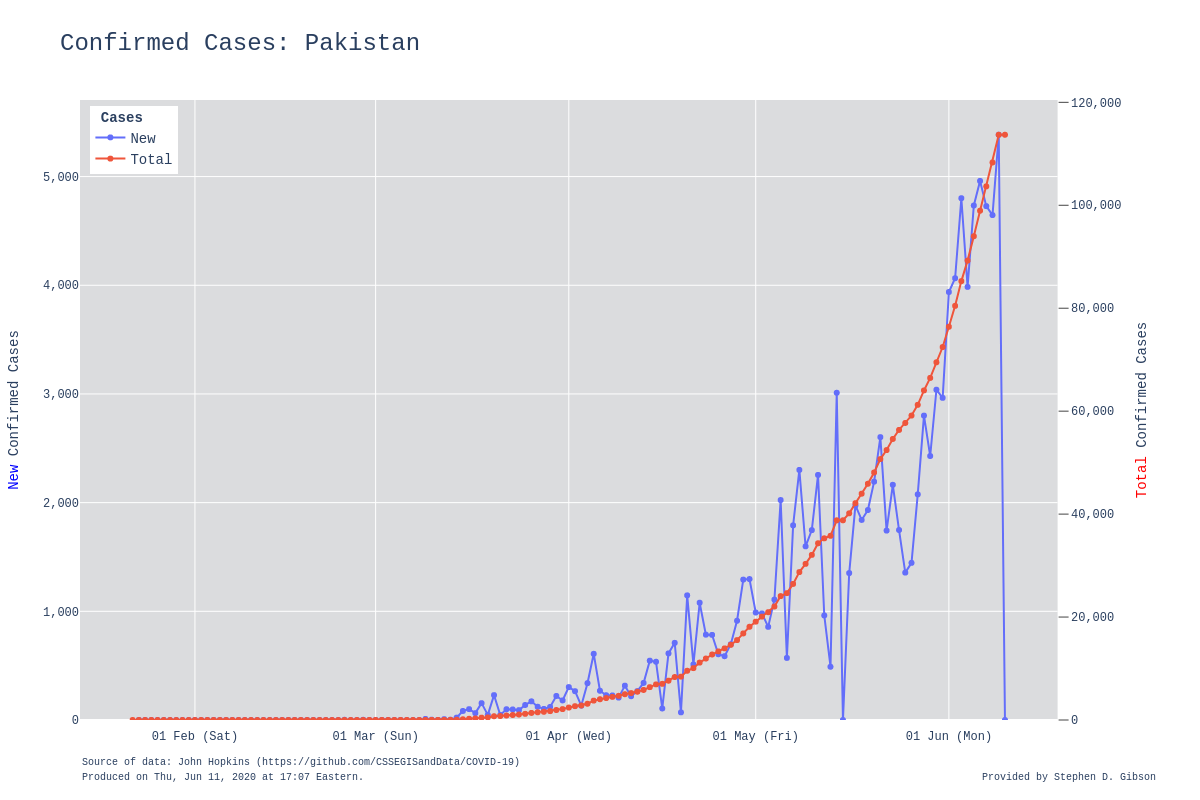 Confirmed Cases: Pakistan
Cases
New
Total
5,000
4,000
3,000
2,000
1,000
0
120,000
100,000
80,000
60,000
40,000
20,000
0
New Confirmed Cases
Total Confirmed Cases
01 Feb (Sat)
01 Mar (Sun)
01 Apr (Wed)
01 May (Fri)
01 Jun (Mon)
Source of data: John Hopkins (https://github.com/CSSEGISandData/COVID-19)
Produced on Thu, Jun 11, 2020 at 17:07 Eastern.
Provided by Stephen D. Gibson